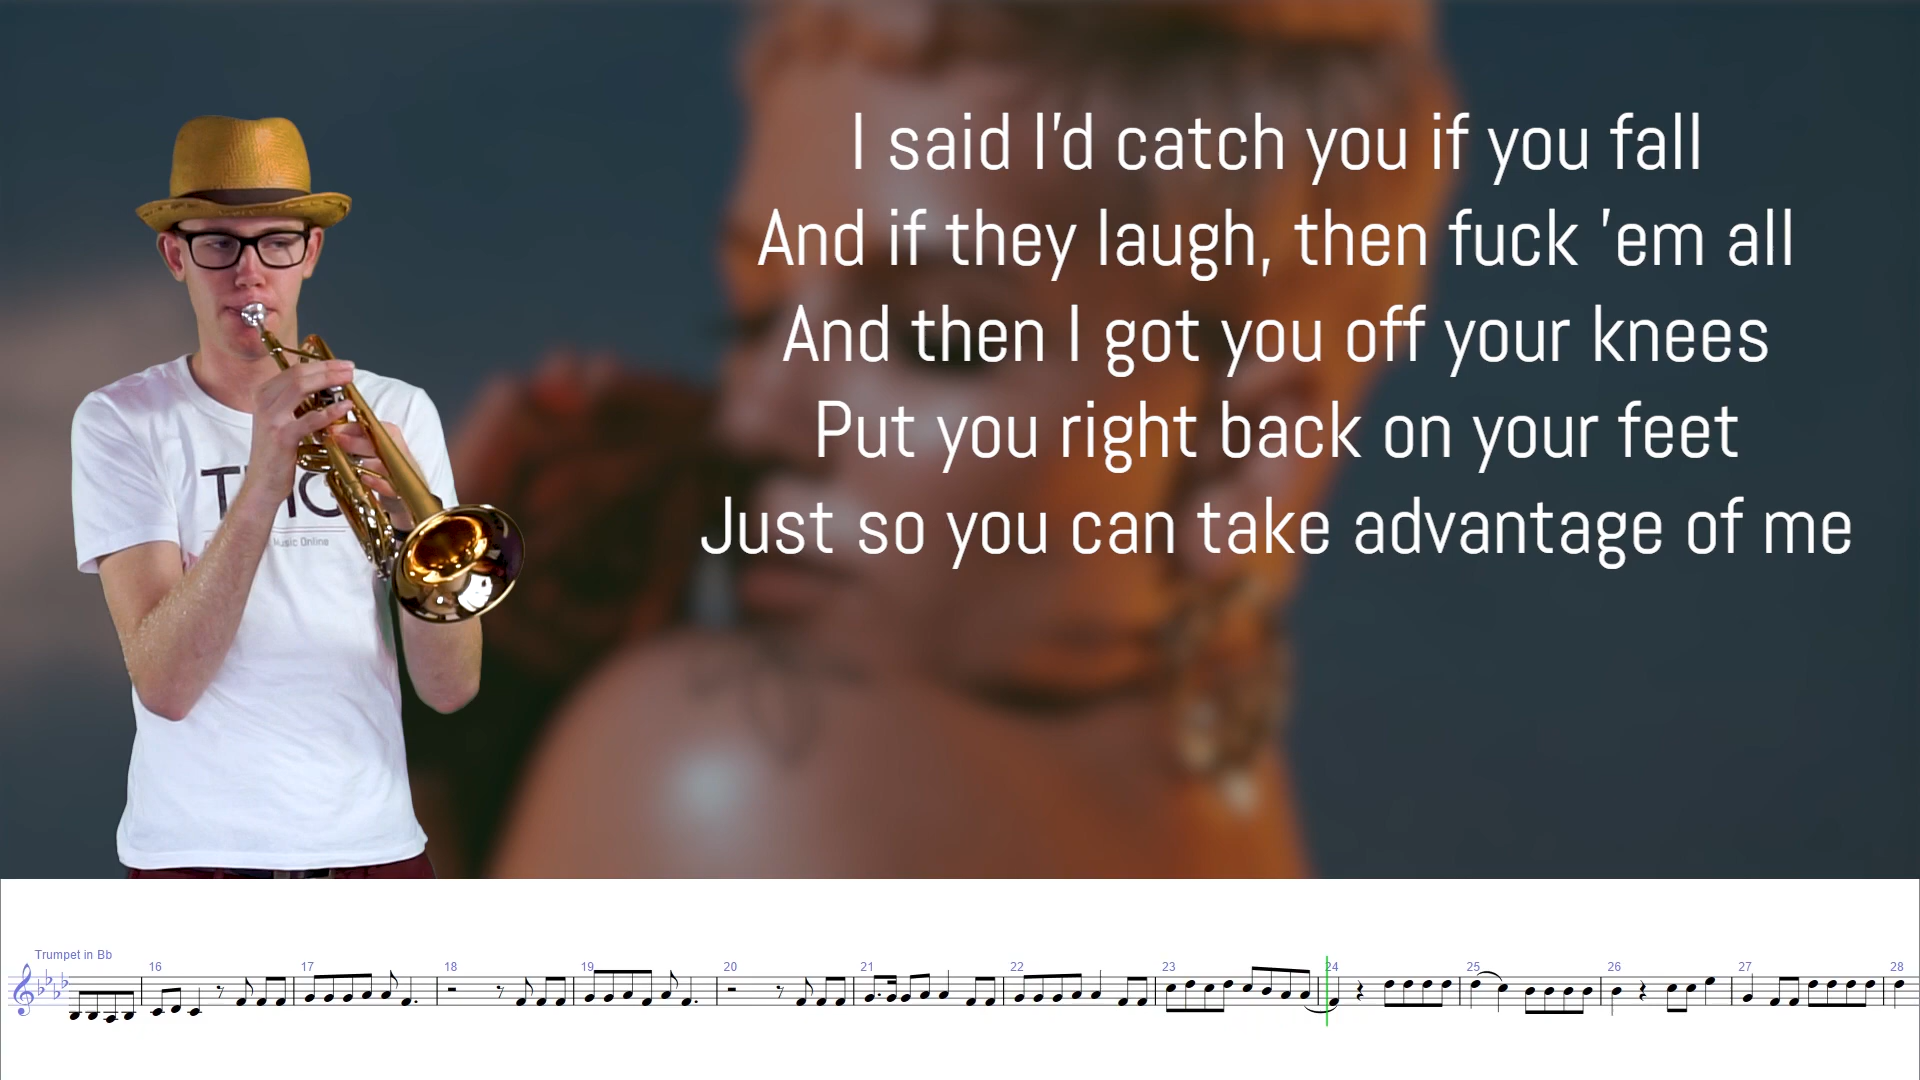 I said I'd catch you if you fall
And if they laugh, then fuck 'em all
And then I got you off your knees
Put you right back on your feet
Just so you can take advantage of me
Music Online
Trumpet in Bb
16 17 18 19 20 21 22 23 24 25 26 27 28